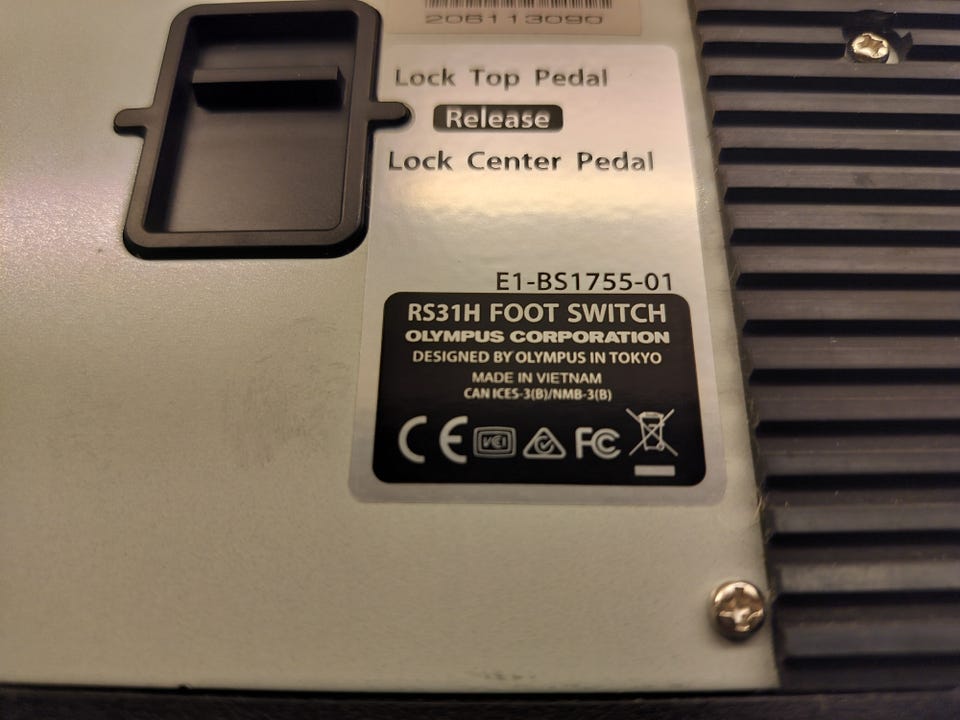 206113090
Lock Top Pedal
Release
Lock Center Pedal
E1-BS1755-01
RS31H FOOT SWITCH
OLYMPUS CORPORATION
DESIGNED BY OLYMPUS IN TOKYO
MADE IN VIETNAM
CAN ICES-3(B)/NMB-3(B)
CE VCI FC